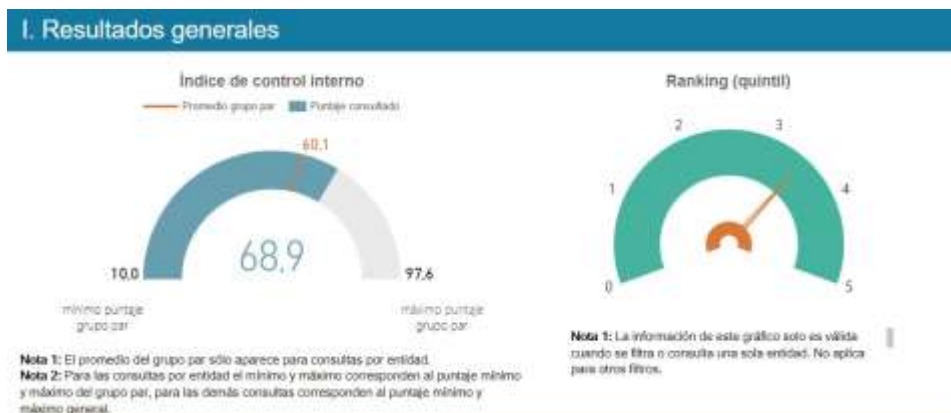 I. Resultados generales
Índice de control interno
Promedio grupo par
Puntaje consultado
60,1
68,9
10,0
97,6
mínimo puntaje
grupo par
máximo puntaje
grupo par
Nota 1: El promedio del grupo par sólo aparece para consultas por entidad.
Nota 2: Para las consultas por entidad el mínimo y máximo corresponden al puntaje mínimo
y máximo del grupo par, para las demás consultas corresponden al puntaje mínimo y
máximo general.
Ranking (quintil)
0
1
2
3
4
5
Nota 1: La información de este gráfico solo es válida
cuando se filtra o consulta una sola entidad. No aplica
para otros filtros.